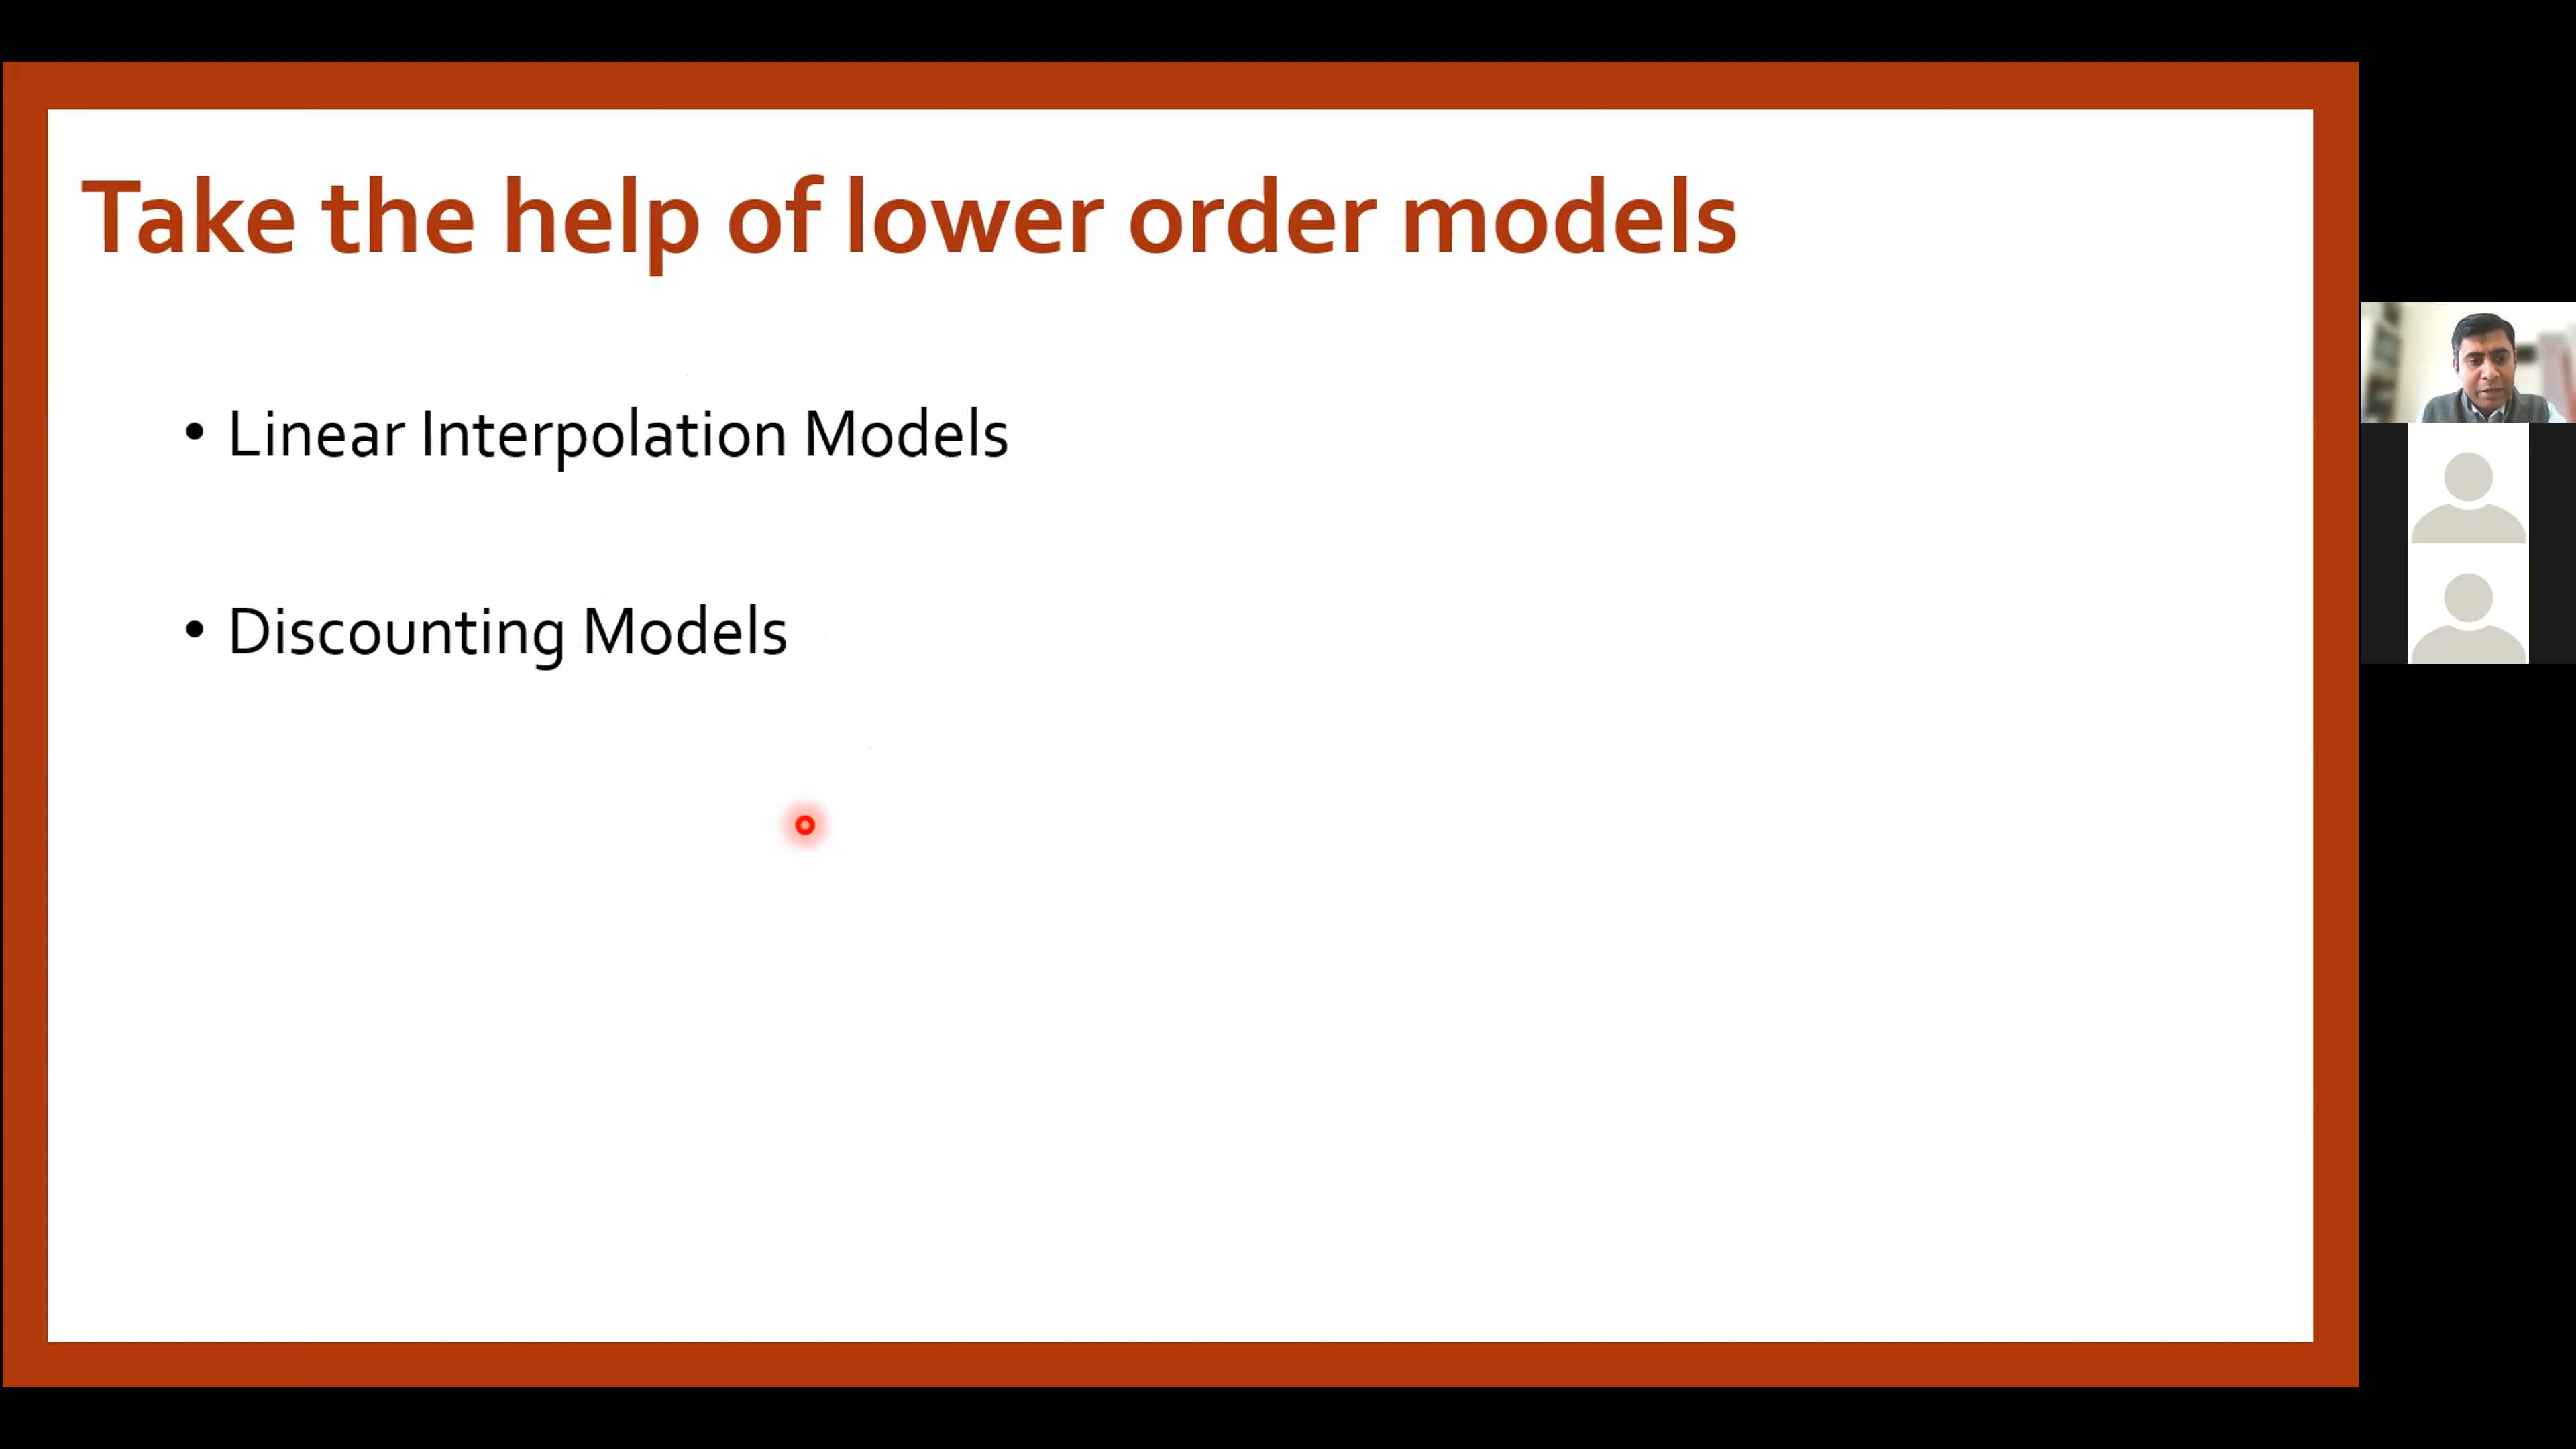 Take the help of lower order models
• Linear Interpolation Models
• Discounting Models